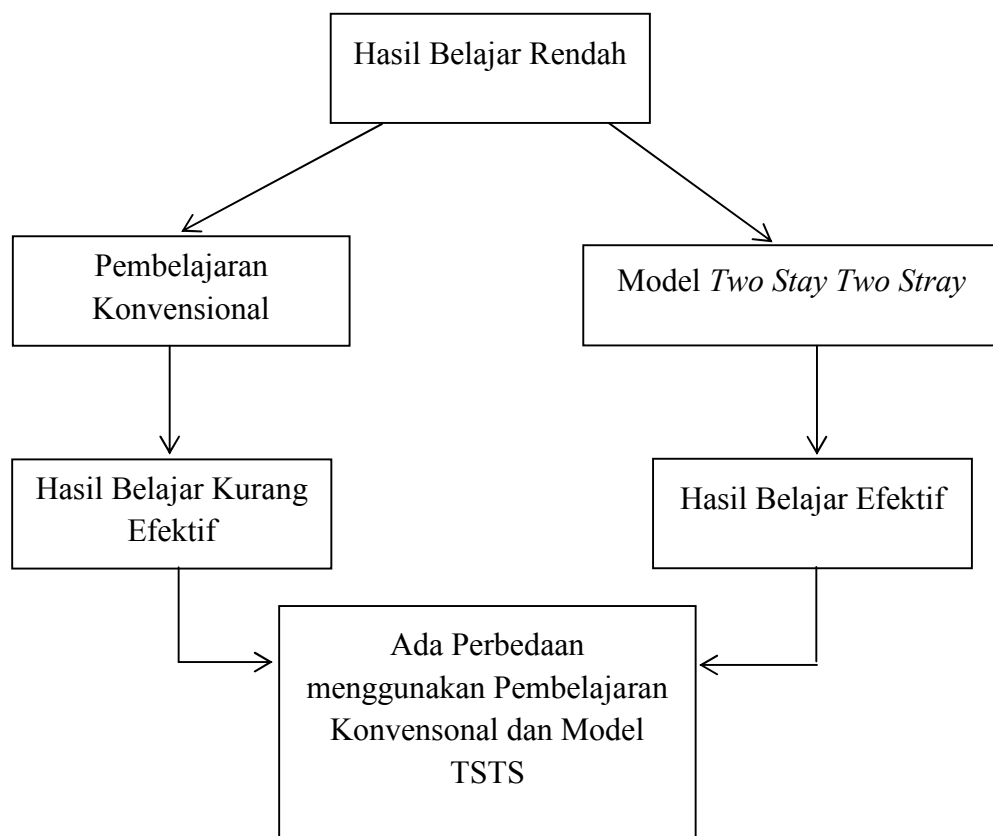 Hasil Belajar Rendah
Pembelajaran
Konvensional
Model Two Stay Two Stray
Hasil Belajar Kurang
Efektif
Hasil Belajar Efektif
Ada Perbedaan
menggunakan Pembelajaran
Konvensonal dan Model
TSTS